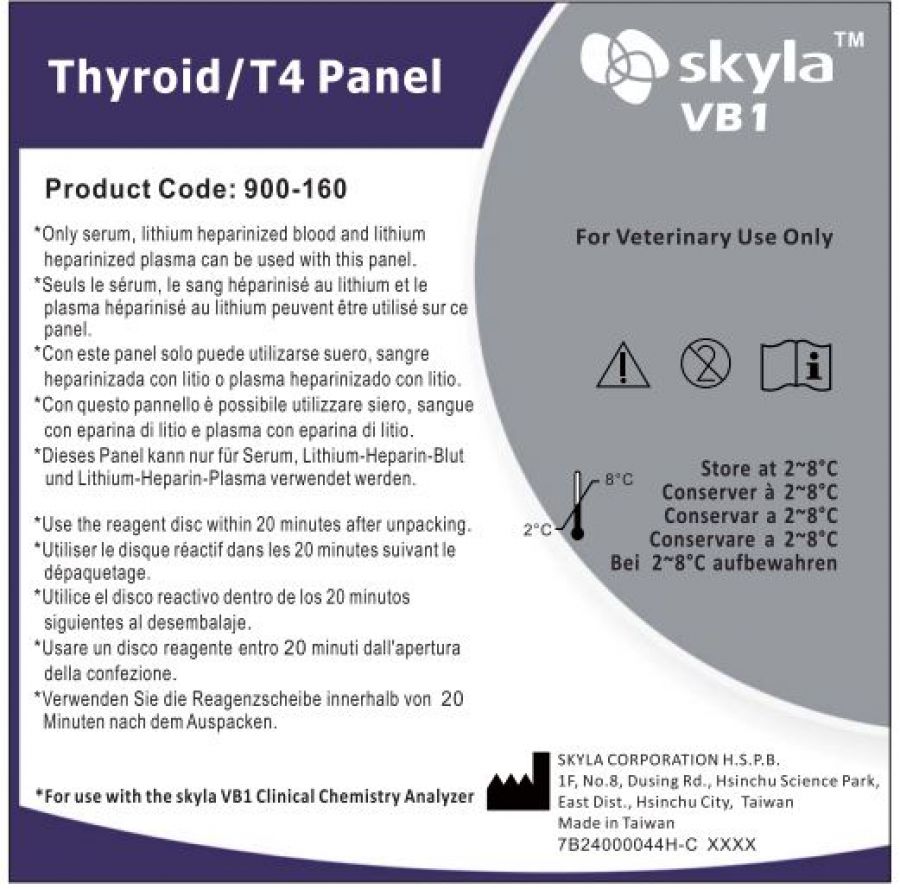 Thyroid/T4 Panel
skyla™
VB1
Product Code: 900-160
*Only serum, lithium heparinized blood and lithium
heparinized plasma can be used with this panel.
*Seuls le sérum, le sang héparinisé au lithium et le
plasma héparinisé au lithium peuvent être utilisé sur ce
panel.
*Con este panel solo puede utilizarse suero, sangre
heparinizada con litio o plasma heparinizado con litio.
*Con questo pannello è possibile utilizzare siero, sangue
con eparina di litio e plasma con eparina di litio.
*Dieses Panel kann nur für Serum, Lithium-Heparin-Blut
und Lithium-Heparin-Plasma verwendet werden.
*Use the reagent disc within 20 minutes after unpacking.
*Utiliser le disque réactif dans les 20 minutes suivant le
dépaquetage.
*Utilice el disco reactivo dentro de los 20 minutos
siguientes al desembalaje.
*Usare un disco reagente entro 20 minuti dall'apertura
della confezione.
*Verwenden Sie die Reagenzscheibe innerhalb von 20
Minuten nach dem Auspacken.
*For use with the skyla VB1 Clinical Chemistry Analyzer
For Veterinary Use Only
2
i
8°C
2°C
Store at 2~8°C
Conserver à 2~8°C
Conservar a 2~8°C
Conservare a 2~8°C
Bei 2~8°C aufbewahren
SKYLA CORPORATION H.S.P.B.
1F, No.8, Dusing Rd., Hsinchu Science Park,
East Dist., Hsinchu City, Taiwan
Made in Taiwan
7B24000044H-C XXXX